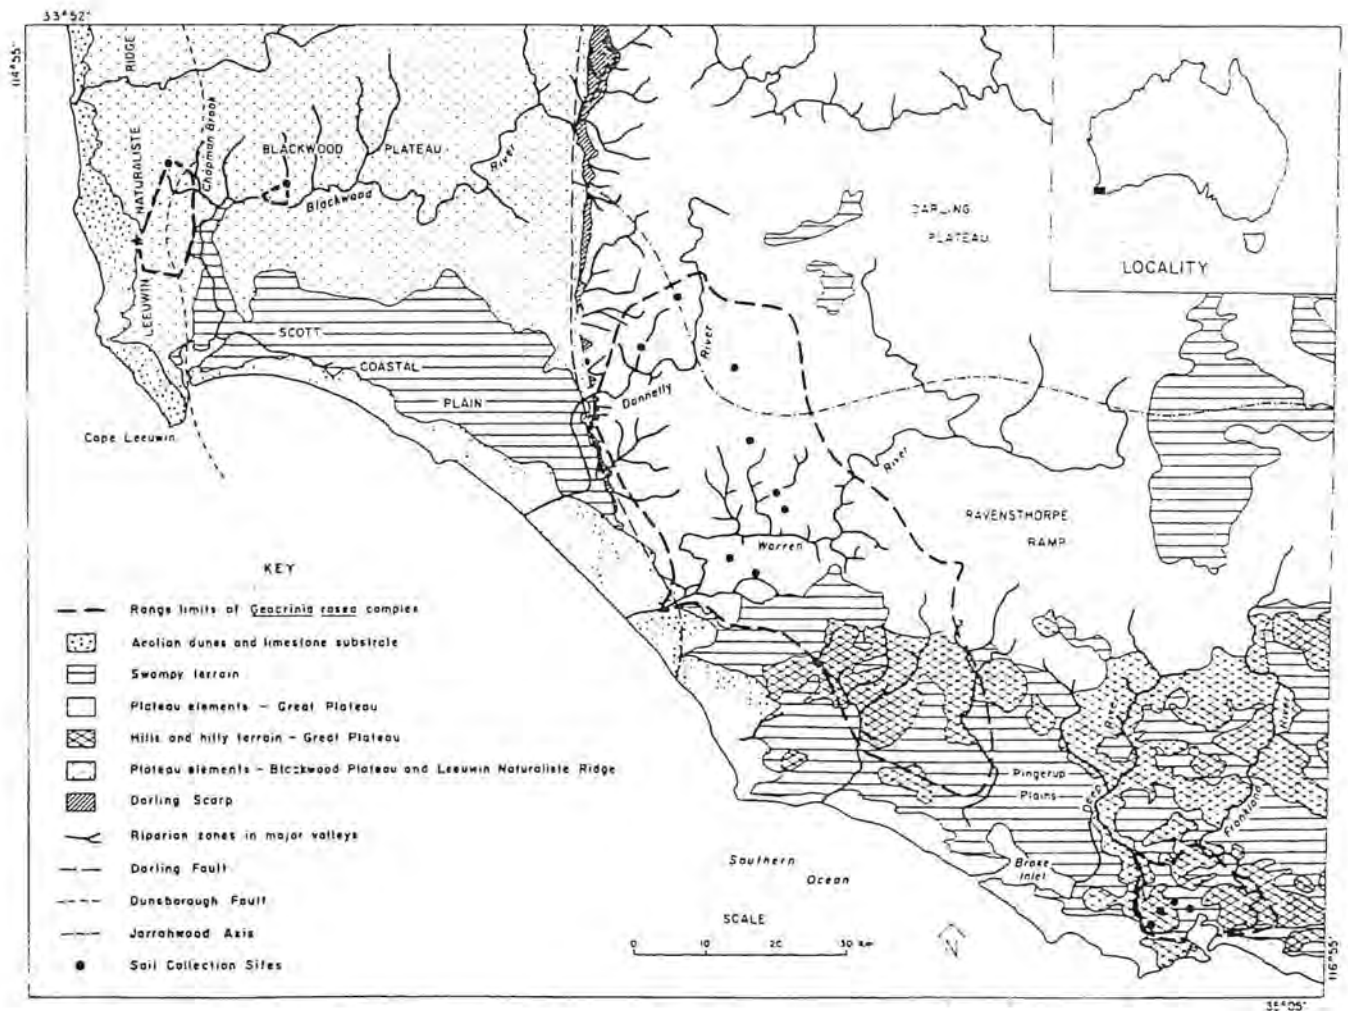 33°52'
114°55'
RIDGE
NATURALISTE
LEEUWIN
Chapman Brook
BLACKWOOD PLATEAU
River
Blackwood
DARLING
PLATEAU
LOCALITY
SCOTT
COASTAL
PLAIN
River
Donnelly
Cape Leeuwin
River
RAVENSTHORPE
RAMP
Warren
KEY
Range limits of Geocrinia rosea complex
Aeolian dunes and limestone substrate
Swampy terrain
Plateau elements – Great Plateau
Hills and hilly terrain – Great Plateau
Plateau elements – Blackwood Plateau and Leeuwin Naturaliste Ridge
Darling Scarp
Riparian zones in major valleys
Darling Fault
Dunsborough Fault
Jarrahwood Axis
Soil Collection Sites
Pingerup
Plains
Deep
River
Frankland
River
Broke
Inlet
Southern
Ocean
SCALE
0 10 20 30 Km
N
116°55'
35°05'